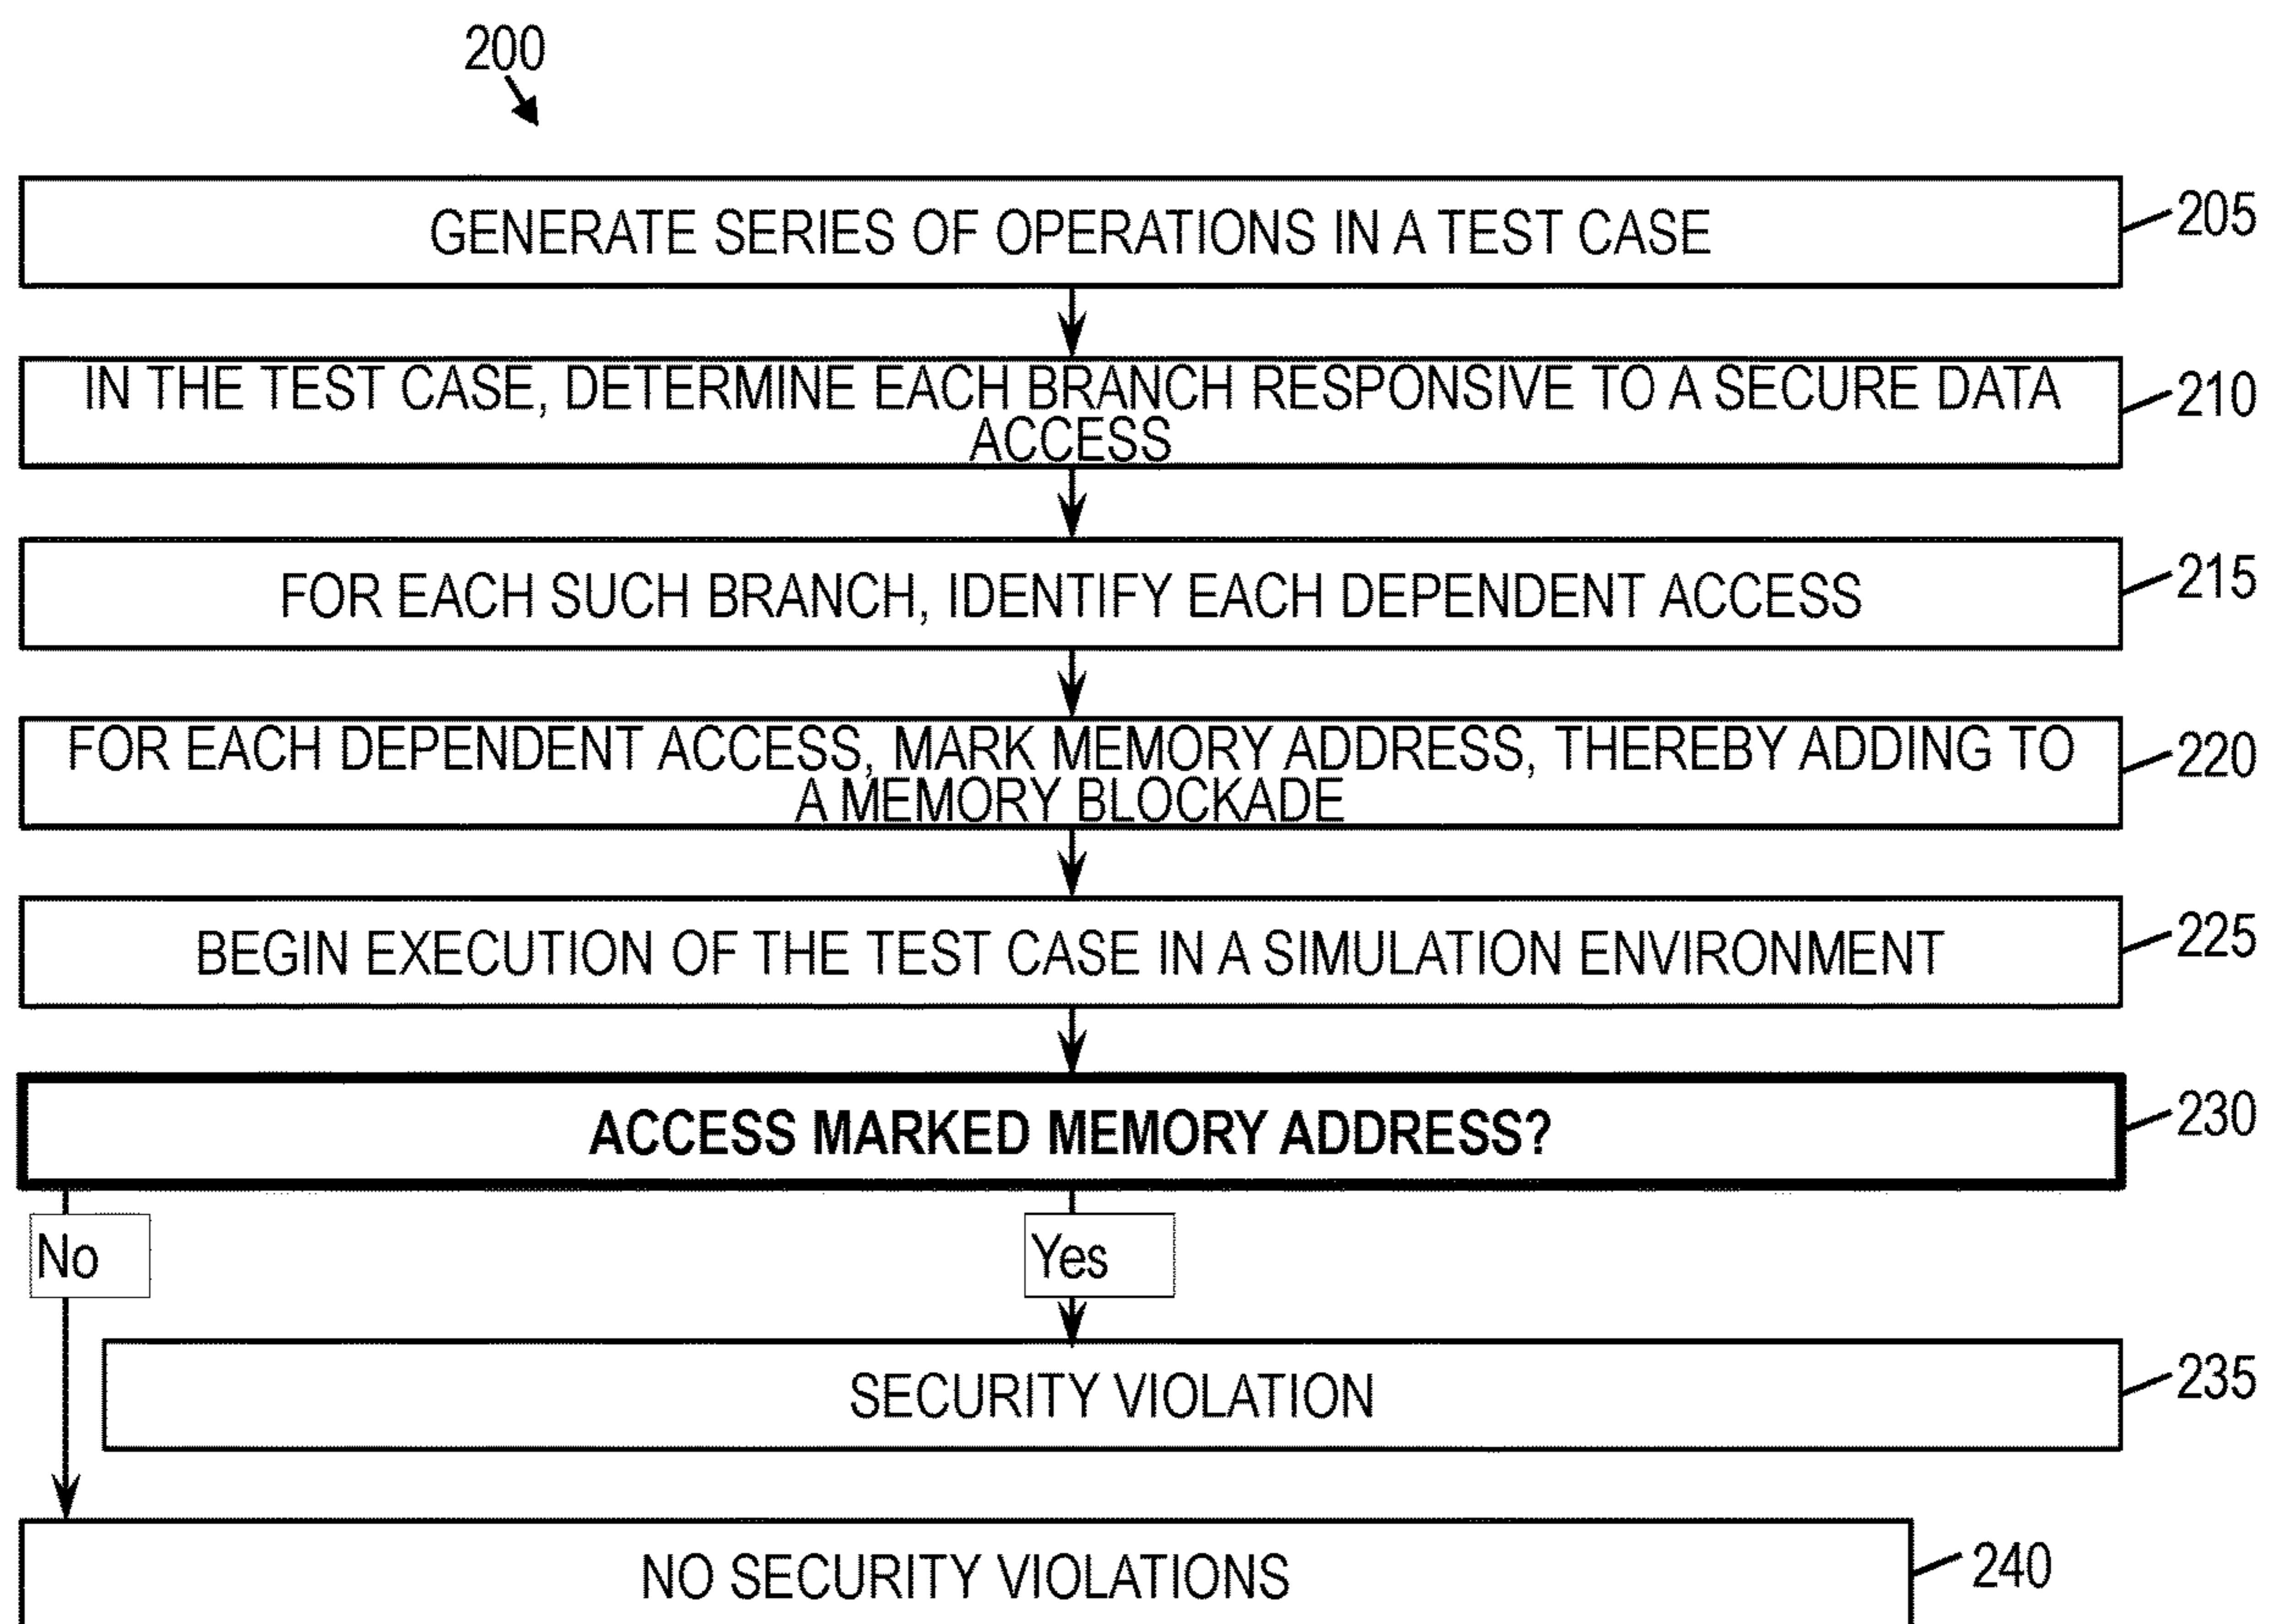 200
GENERATE SERIES OF OPERATIONS IN A TEST CASE
205
IN THE TEST CASE, DETERMINE EACH BRANCH RESPONSIVE TO A SECURE DATA
ACCESS
210
FOR EACH SUCH BRANCH, IDENTIFY EACH DEPENDENT ACCESS
215
FOR EACH DEPENDENT ACCESS, MARK MEMORY ADDRESS, THEREBY ADDING TO
A MEMORY BLOCKADE
220
BEGIN EXECUTION OF THE TEST CASE IN A SIMULATION ENVIRONMENT
225
ACCESS MARKED MEMORY ADDRESS?
230
No
Yes
SECURITY VIOLATION
235
NO SECURITY VIOLATIONS
240